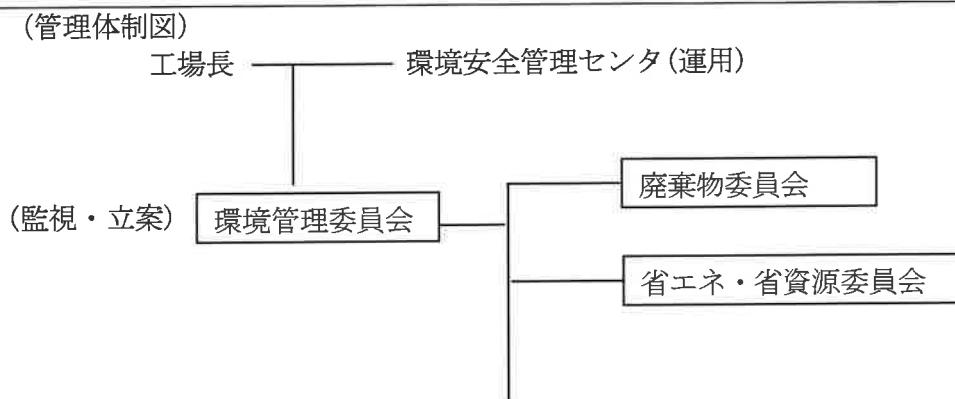 (管理体制図)
工場長 環境安全管理センタ(運用)
廃棄物委員会
(監視・立案) 環境管理委員会
省エネ・省資源委員会